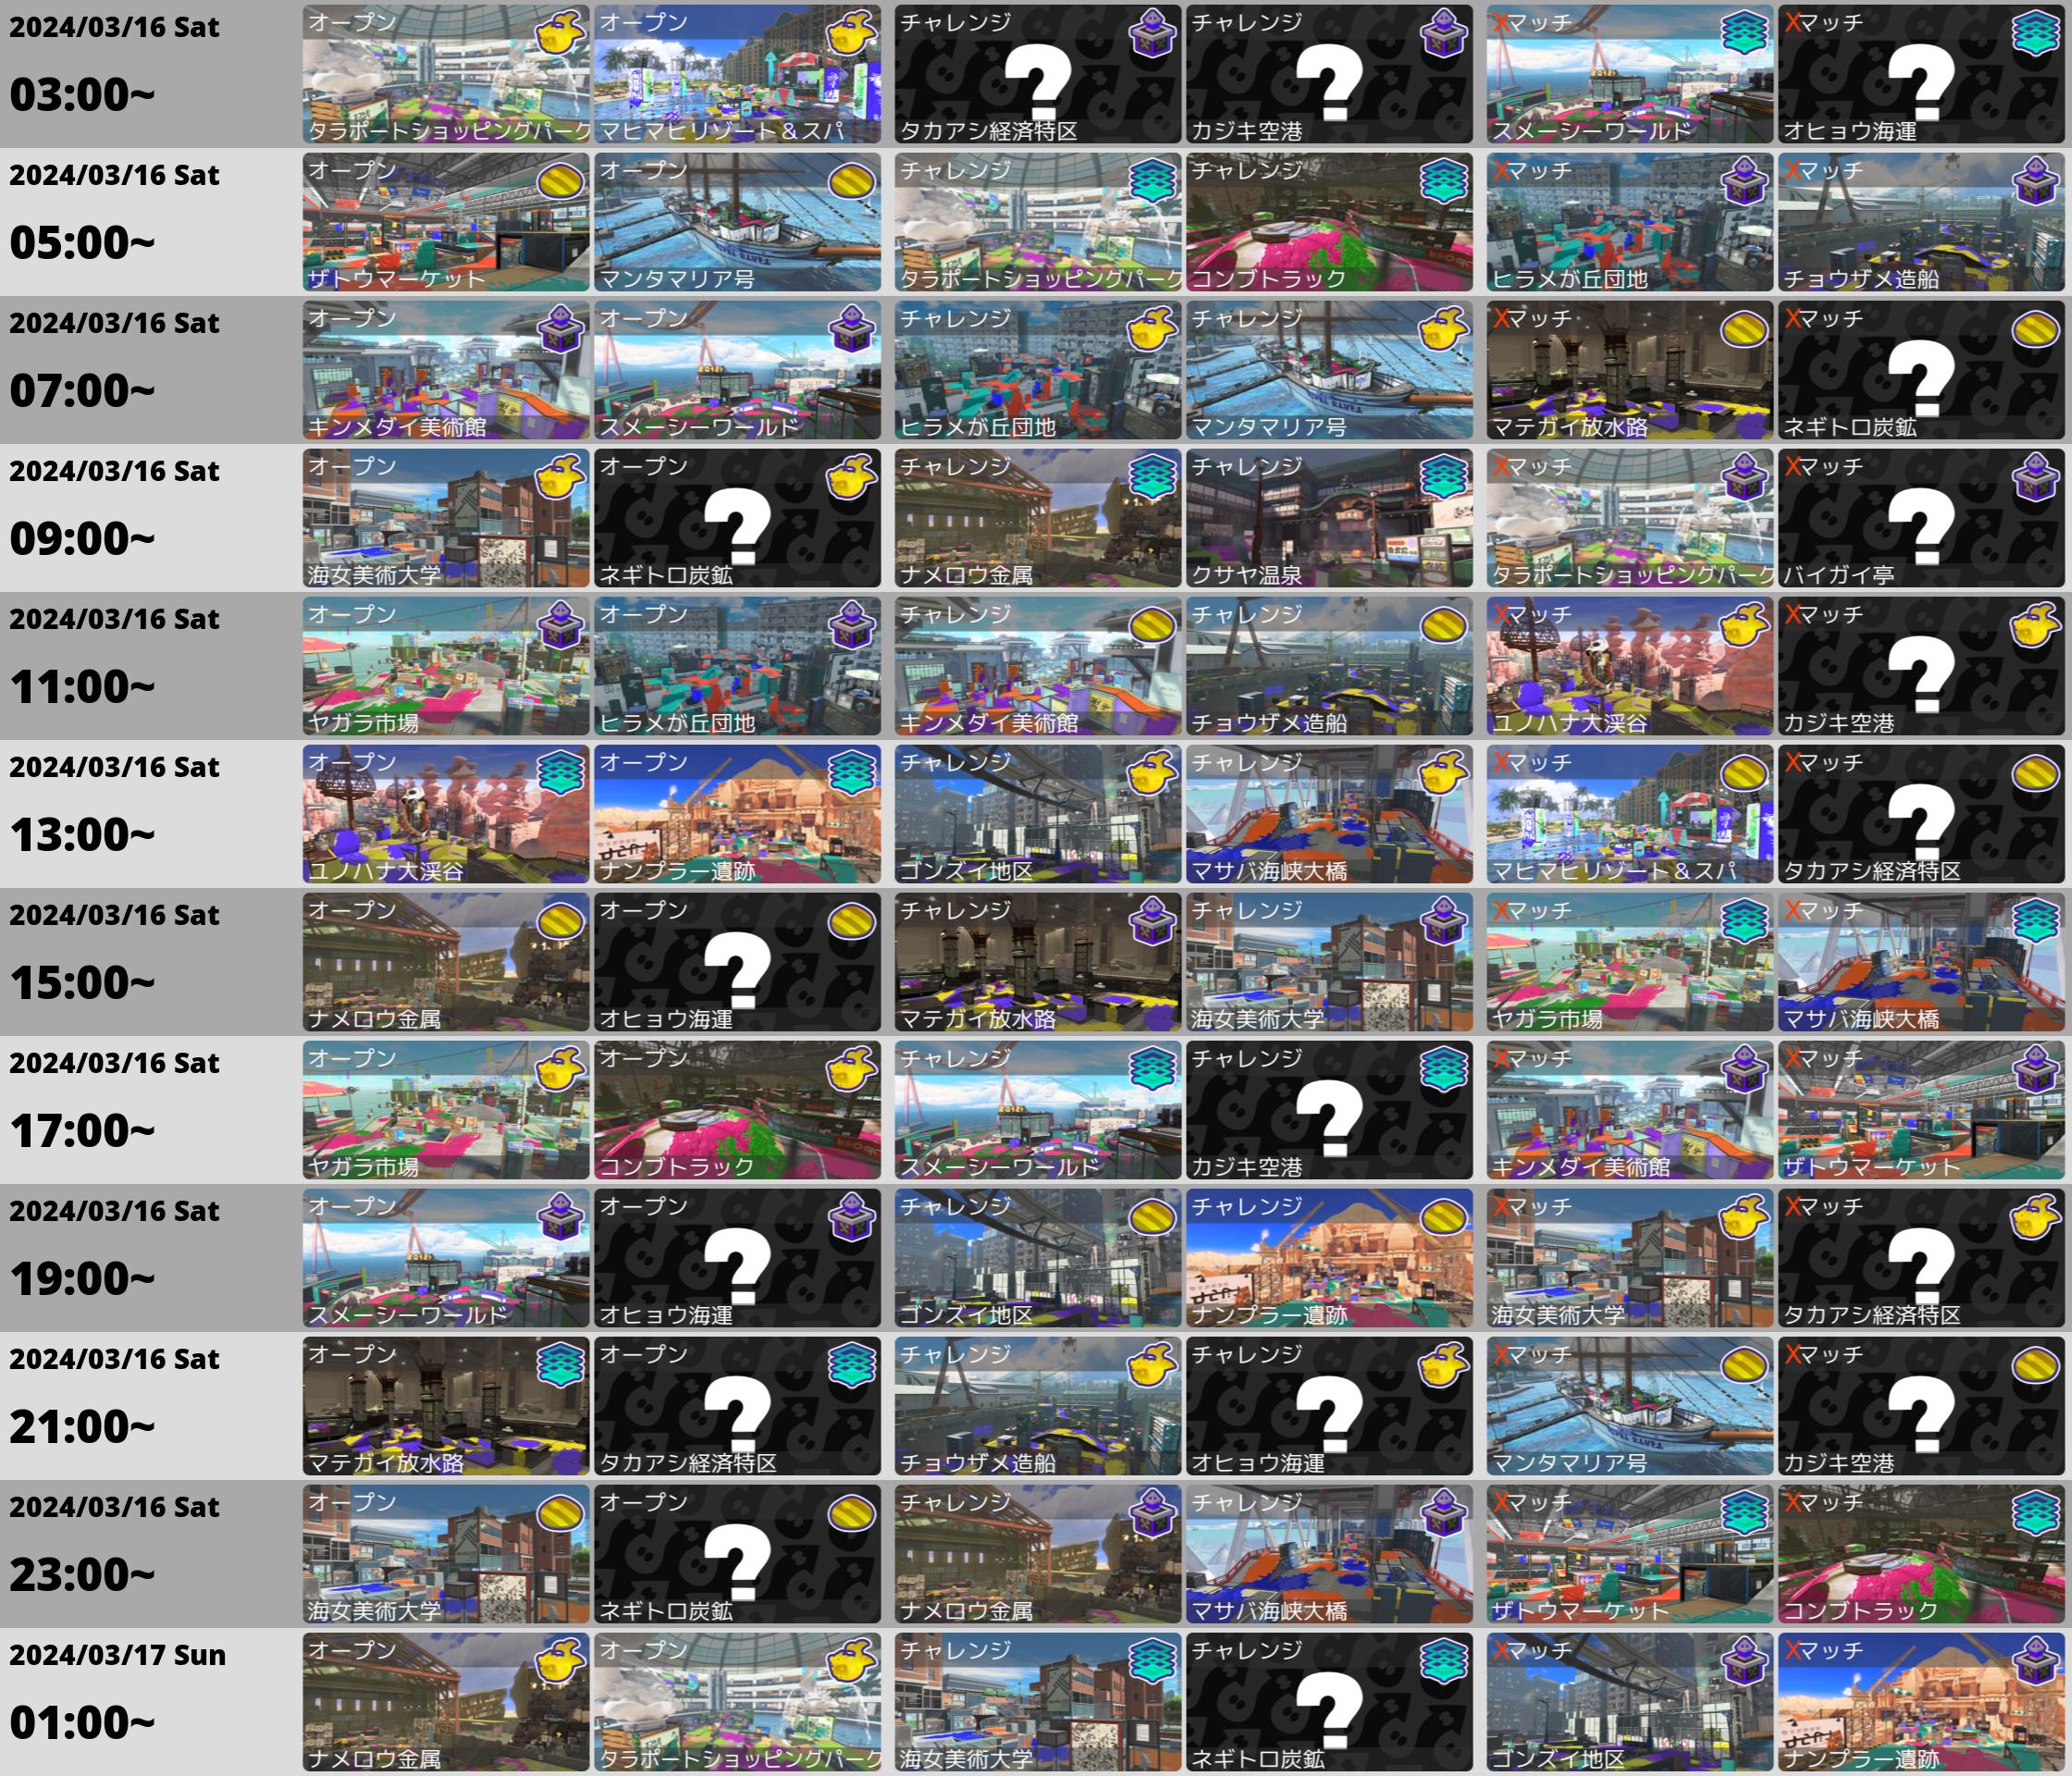 2024/03/16 Sat
03:00~
オープン
タラポートショッピングパーク
オープン
マヒマヒリゾート＆スパ
チャレンジ
タカアシ経済特区
チャレンジ
カジキ空港
Xマッチ
スメーシーワールド
Xマッチ
オヒョウ海運
2024/03/16 Sat
05:00~
オープン
ザトウマーケット
オープン
マンタマリア号
チャレンジ
タラポートショッピングパーク
チャレンジ
コンブトラック
Xマッチ
ヒラメが丘団地
Xマッチ
チョウザメ造船
2024/03/16 Sat
07:00~
オープン
キンメダイ美術館
オープン
スメーシーワールド
チャレンジ
ヒラメが丘団地
チャレンジ
マンタマリア号
Xマッチ
マテガイ放水路
Xマッチ
ネギトロ炭鉱
2024/03/16 Sat
09:00~
オープン
海女美術大学
オープン
ネギトロ炭鉱
チャレンジ
ナメロウ金属
チャレンジ
クサヤ温泉
Xマッチ
タラポートショッピングパーク
Xマッチ
バイガイ亭
2024/03/16 Sat
11:00~
オープン
ヤガラ市場
オープン
ヒラメが丘団地
チャレンジ
キンメダイ美術館
チャレンジ
チョウザメ造船
Xマッチ
ユノハナ大渓谷
Xマッチ
カジキ空港
2024/03/16 Sat
13:00~
オープン
ユノハナ大渓谷
オープン
ナンプラー遺跡
チャレンジ
ゴンズイ地区
チャレンジ
マサバ海峡大橋
Xマッチ
マヒマヒリゾート＆スパ
Xマッチ
タカアシ経済特区
2024/03/16 Sat
15:00~
オープン
ナメロウ金属
オープン
オヒョウ海運
チャレンジ
マテガイ放水路
チャレンジ
海女美術大学
Xマッチ
ヤガラ市場
Xマッチ
マサバ海峡大橋
2024/03/16 Sat
17:00~
オープン
ヤガラ市場
オープン
コンブトラック
チャレンジ
スメーシーワールド
チャレンジ
カジキ空港
Xマッチ
キンメダイ美術館
Xマッチ
ザトウマーケット
2024/03/16 Sat
19:00~
オープン
スメーシーワールド
オープン
オヒョウ海運
チャレンジ
ゴンズイ地区
チャレンジ
ナンプラー遺跡
Xマッチ
海女美術大学
Xマッチ
タカアシ経済特区
2024/03/16 Sat
21:00~
オープン
マテガイ放水路
オープン
タカアシ経済特区
チャレンジ
チョウザメ造船
チャレンジ
オヒョウ海運
Xマッチ
マンタマリア号
Xマッチ
カジキ空港
2024/03/16 Sat
23:00~
オープン
海女美術大学
オープン
ネギトロ炭鉱
チャレンジ
ナメロウ金属
チャレンジ
マサバ海峡大橋
Xマッチ
ザトウマーケット
Xマッチ
コンブトラック
2024/03/17 Sun
01:00~
オープン
ナメロウ金属
オープン
タラポートショッピングパーク
チャレンジ
海女美術大学
チャレンジ
ネギトロ炭鉱
Xマッチ
ゴンズイ地区
Xマッチ
ナンプラー遺跡